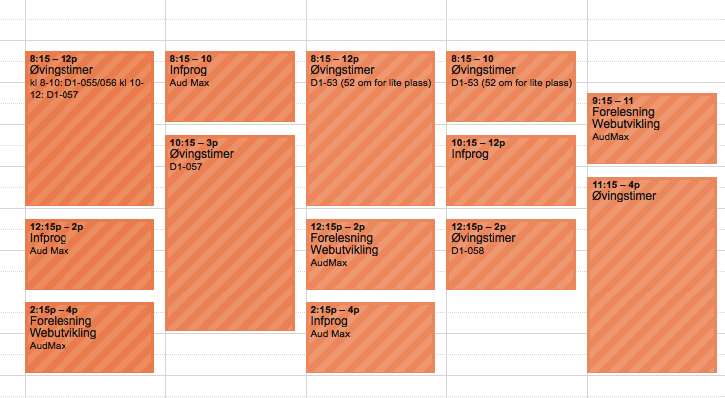 8:15 – 12p
Øvingstimer
kl 8-10: D1-055/056 kl 10-
12: D1-057
12:15p – 2p
Infprog
Aud Max
2:15p – 4p
Forelesning
Webutvikling
AudMax
8:15 – 10
Infprog
Aud Max
10:15 – 3p
Øvingstimer
D1-057
8:15 – 12p
Øvingstimer
D1-53 (52 om for lite plass)
12:15p – 2p
Forelesning
Webutvikling
AudMax
2:15p – 4p
Infprog
Aud Max
8:15 – 10
Øvingstimer
D1-53 (52 om for lite plass)
10:15 – 12p
Infprog
12:15p – 2p
Øvingstimer
D1-058
9:15 – 11
Forelesning
Webutvikling
AudMax
11:15 – 4p
Øvingstimer